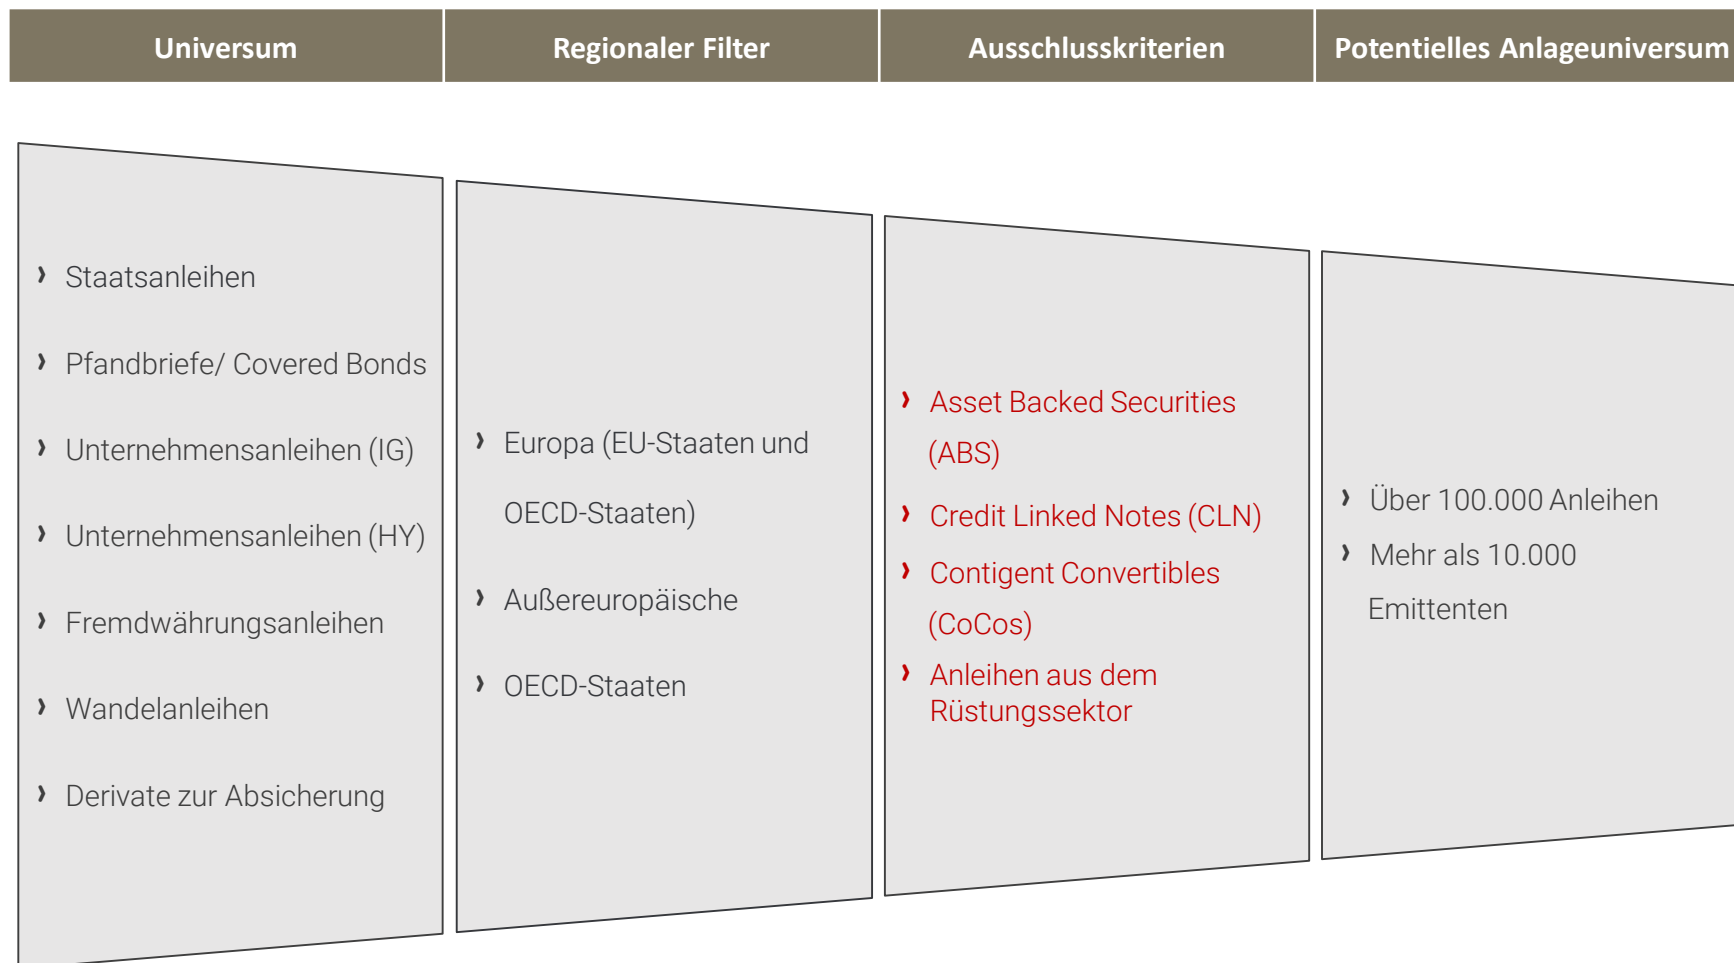 Universum
Regionaler Filter
Ausschlusskriterien
Potentielles Anlageuniversum
› Staatsanleihen
› Pfandbriefe/ Covered Bonds
› Unternehmensanleihen (IG)
› Unternehmensanleihen (HY)
› Fremdwährungsanleihen
› Wandelanleihen
› Derivate zur Absicherung
› Europa (EU-Staaten und
OECD-Staaten)
› Außereuropäische
› OECD-Staaten
› Asset Backed Securities
(ABS)
› Credit Linked Notes (CLN)
› Contigent Convertibles
(CoCos)
› Anleihen aus dem
Rüstungssektor
› Über 100.000 Anleihen
› Mehr als 10.000
Emittenten